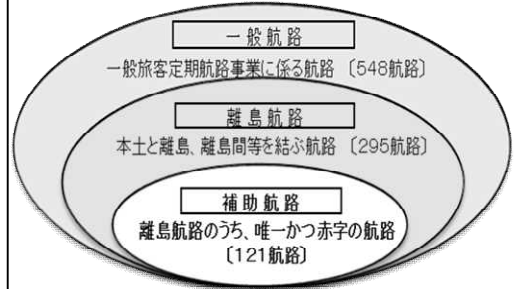 一般航路
一般旅客定期航路事業に係る航路 〔548航路〕
離島航路
本土と離島、離島間等を結ぶ航路 〔295航路〕
補助航路
離島航路のうち、唯一かつ赤字の航路
〔121航路〕